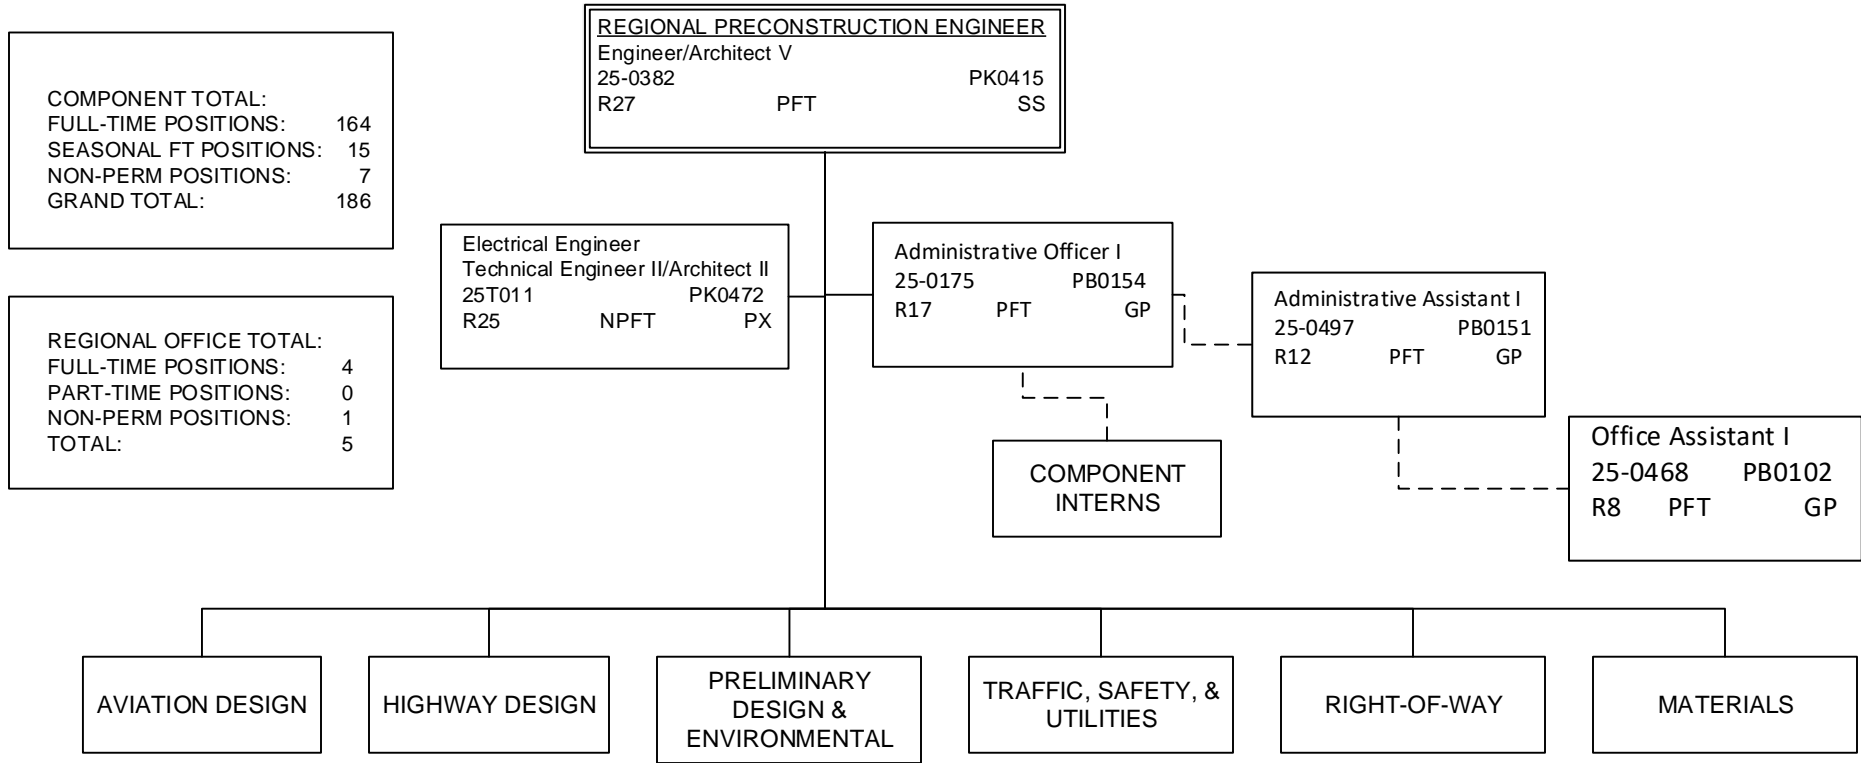 REGIONAL PRECONSTRUCTION ENGINEER
Engineer/Architect V
25-0382 PK0415
R27 PFT SS
COMPONENT TOTAL:
FULL-TIME POSITIONS: 164
SEASONAL FT POSITIONS: 15
NON-PERM POSITIONS: 7
GRAND TOTAL: 186
Electrical Engineer
Technical Engineer II/Architect II
25T011 PK0472
R25 NPFT PX
Administrative Officer I
25-0175 PB0154
R17 PFT GP
Administrative Assistant I
25-0497 PB0151
R12 PFT GP
REGIONAL OFFICE TOTAL:
FULL-TIME POSITIONS: 4
PART-TIME POSITIONS: 0
NON-PERM POSITIONS: 1
TOTAL: 5
COMPONENT
INTERNS
Office Assistant I
25-0468 PB0102
R8 PFT GP
AVIATION DESIGN
HIGHWAY DESIGN
PRELIMINARY
DESIGN &
ENVIRONMENTAL
TRAFFIC, SAFETY, &
UTILITIES
RIGHT-OF-WAY
MATERIALS